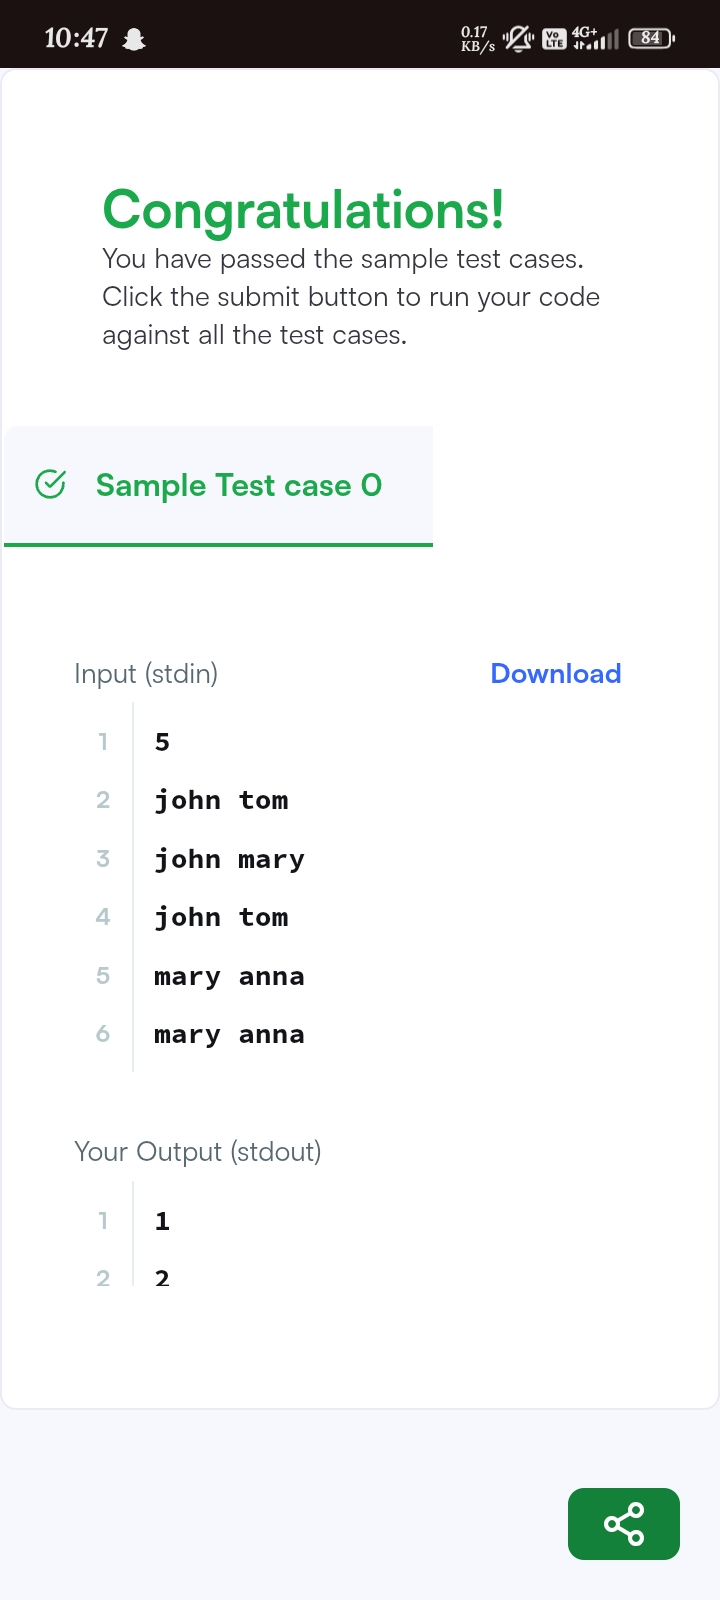 10:47
0.17
KB/s
Vo
LTE
4G+
84
Congratulations!
You have passed the sample test cases.
Click the submit button to run your code
against all the test cases.
Sample Test case 0
Input (stdin)
Download
1 5
2 john tom
3 john mary
4 john tom
5 mary anna
6 mary anna
Your Output (stdout)
1 1
2 2